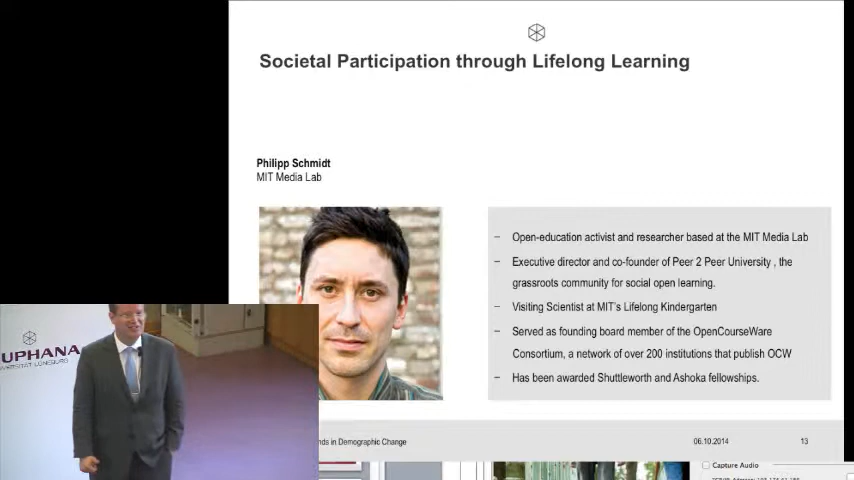 Societal Participation through Lifelong Learning
Philipp Schmidt
MIT Media Lab
– Open-education activist and researcher based at the MIT Media Lab
– Executive director and co-founder of Peer 2 Peer University , the
grassroots community for social open learning.
– Visiting Scientist at MIT's Lifelong Kindergarten
– Served as founding board member of the OpenCourseWare
Consortium, a network of over 200 institutions that publish OCW
– Has been awarded Shuttleworth and Ashoka fellowships.
UPHANA
in Demographic Change
06.10.2014
13
Capture Audio